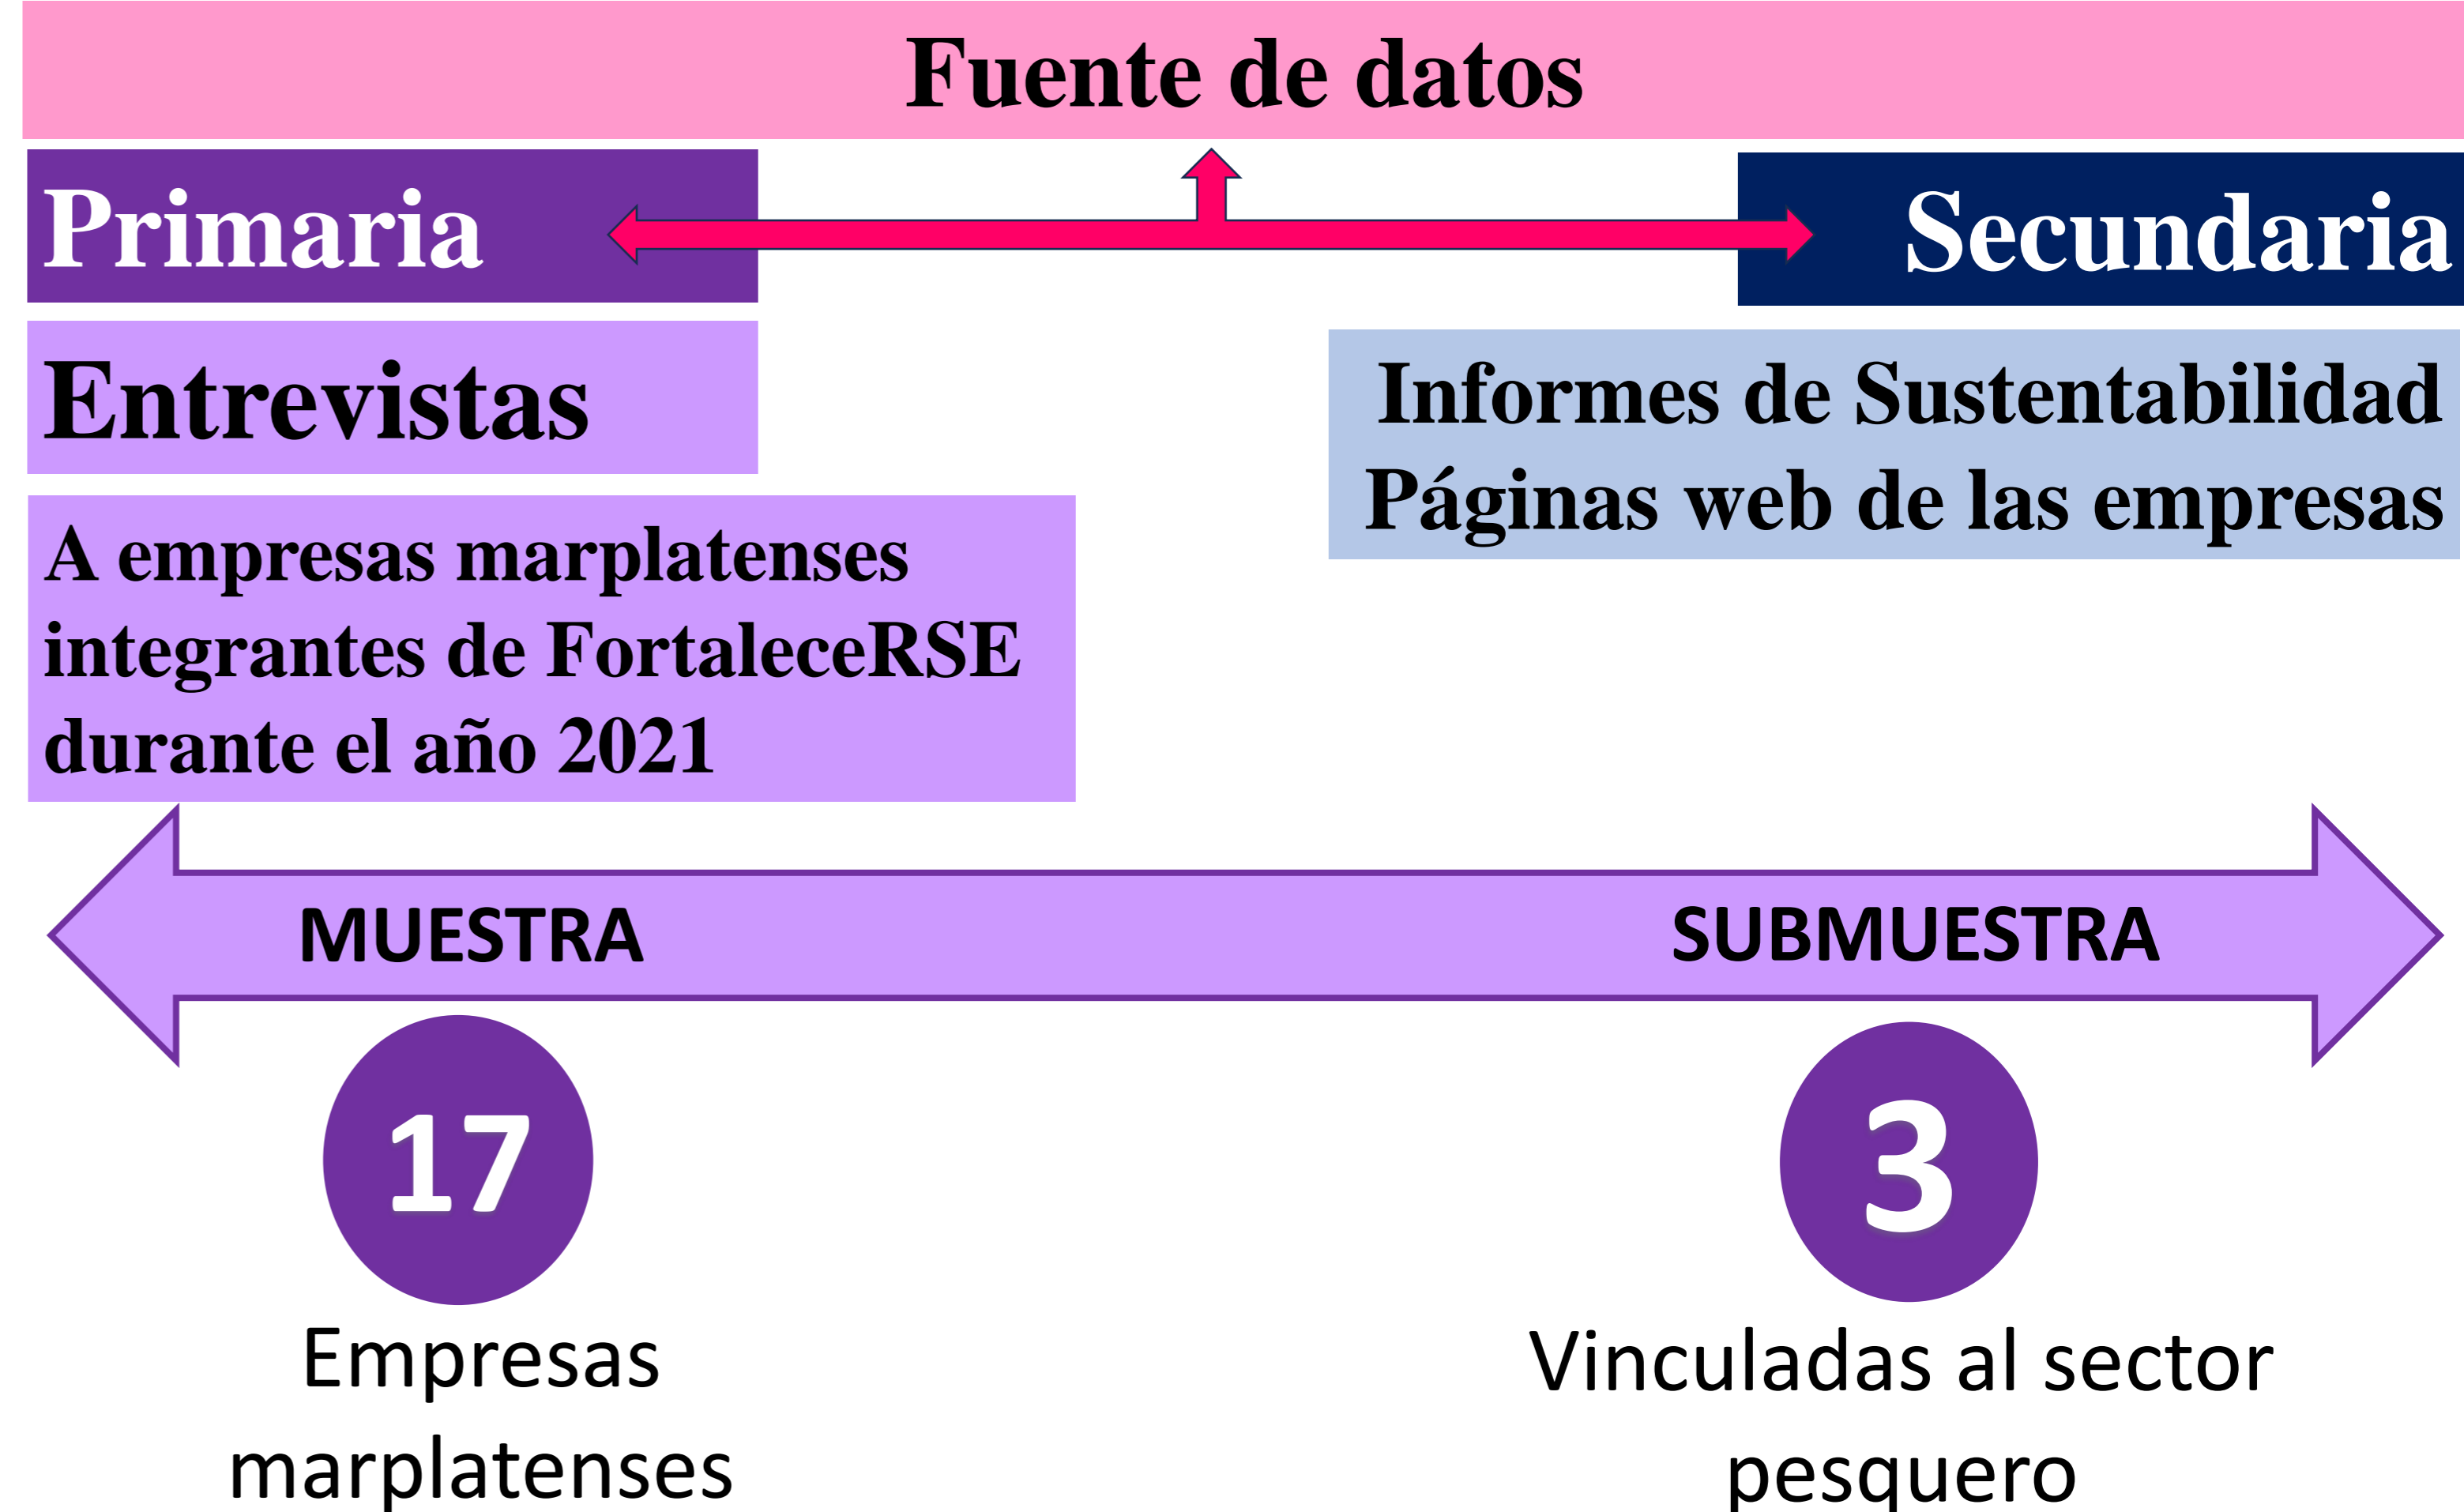 Fuente de datos
Primaria
Secundaria
Entrevistas
Informes de Sustentabilidad
Páginas web de las empresas
A empresas marplatenses
integrantes de FortaleceRSE
durante el año 2021
MUESTRA
SUBMUESTRA
17
3
Empresas
marplatenses
Vinculadas al sector
pesquero